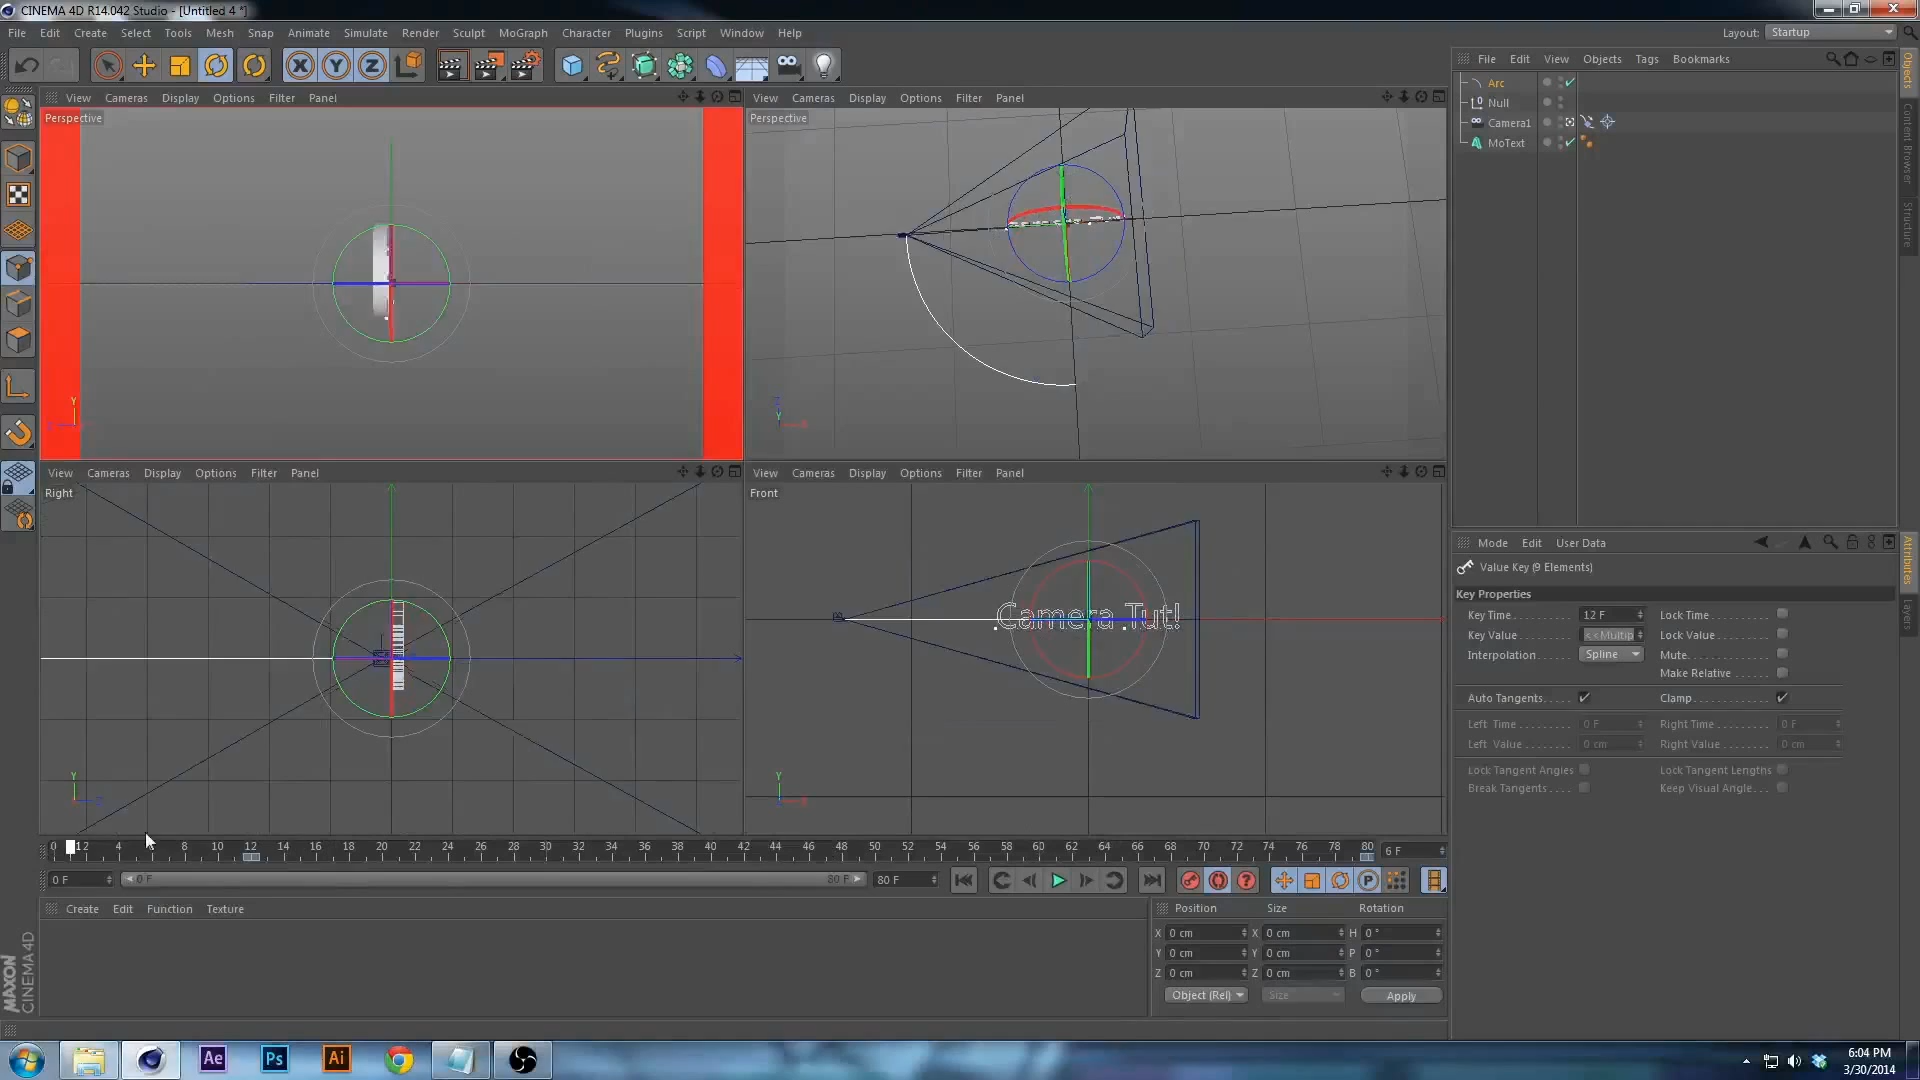 CINEMA 4D R14.042 Studio - [Untitled 4 *]
File Edit Create Select Tools Mesh Snap Animate Simulate Render Sculpt MoGraph Character Plugins Script Window Help
Layout: Startup
View Cameras Display Options Filter Panel
Perspective
View Cameras Display Options Filter Panel
Perspective
File Edit View Objects Tags Bookmarks
Arc
Null
Camera1
MoText
Objects
Content Browser
Structure
View Cameras Display Options Filter Panel
Right
View Cameras Display Options Filter Panel
Front
Camera Tut!
Mode Edit User Data
Value Key (9 Elements)
Key Properties
Key Time 12 F Lock Time
Key Value <<Multip Lock Value
Interpolation Spline Mute
Make Relative
Auto Tangents Clamp
Left Time 0 F Right Time 0 F
Left Value 0 cm Right Value 0 cm
Lock Tangent Angles Lock Tangent Lengths
Break Tangents Keep Visual Angle
Attributes
Layers
0 2 4 8 10 12 14 16 18 20 22 24 26 28 30 32 34 36 38 40 42 44 46 48 50 52 54 56 58 60 62 64 66 68 70 72 74 76 78 80 6 F
0 F 0 F 80 F 80 F
Create Edit Function Texture
Position Size Rotation
X 0 cm X 0 cm H 0 °
Y 0 cm Y 0 cm P 0 °
Z 0 cm Z 0 cm B 0 °
Object (Rel) Size Apply
MAXON
CINEMA 4D
Ae Ps Ai
6:04 PM
3/30/2014